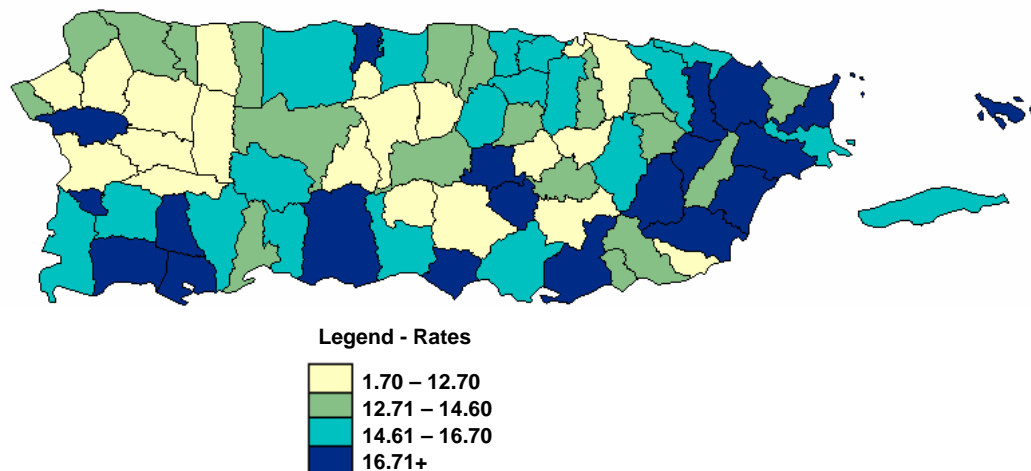 Legend - Rates
1.70 – 12.70
12.71 – 14.60
14.61 – 16.70
16.71+